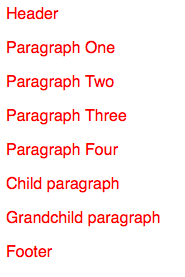 Header
Paragraph One
Paragraph Two
Paragraph Three
Paragraph Four
Child paragraph
Grandchild paragraph
Footer